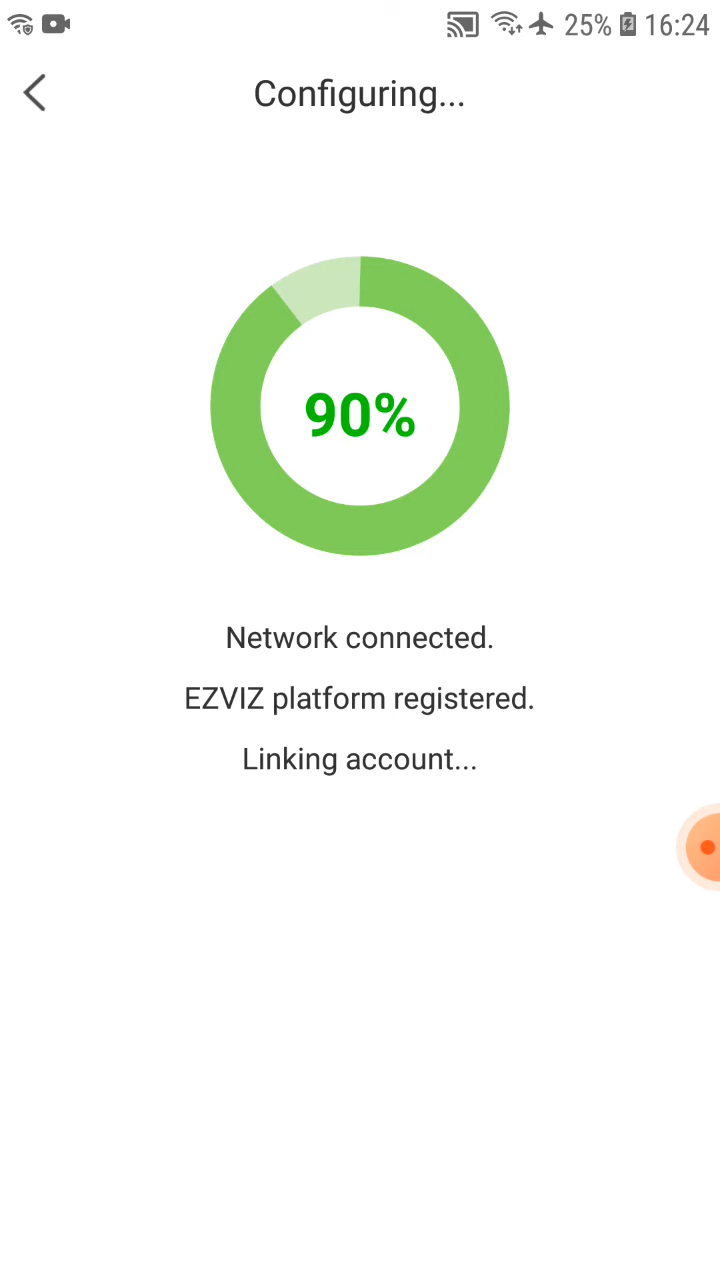 25% 16:24
Configuring...
90%
Network connected.
EZVIZ platform registered.
Linking account...